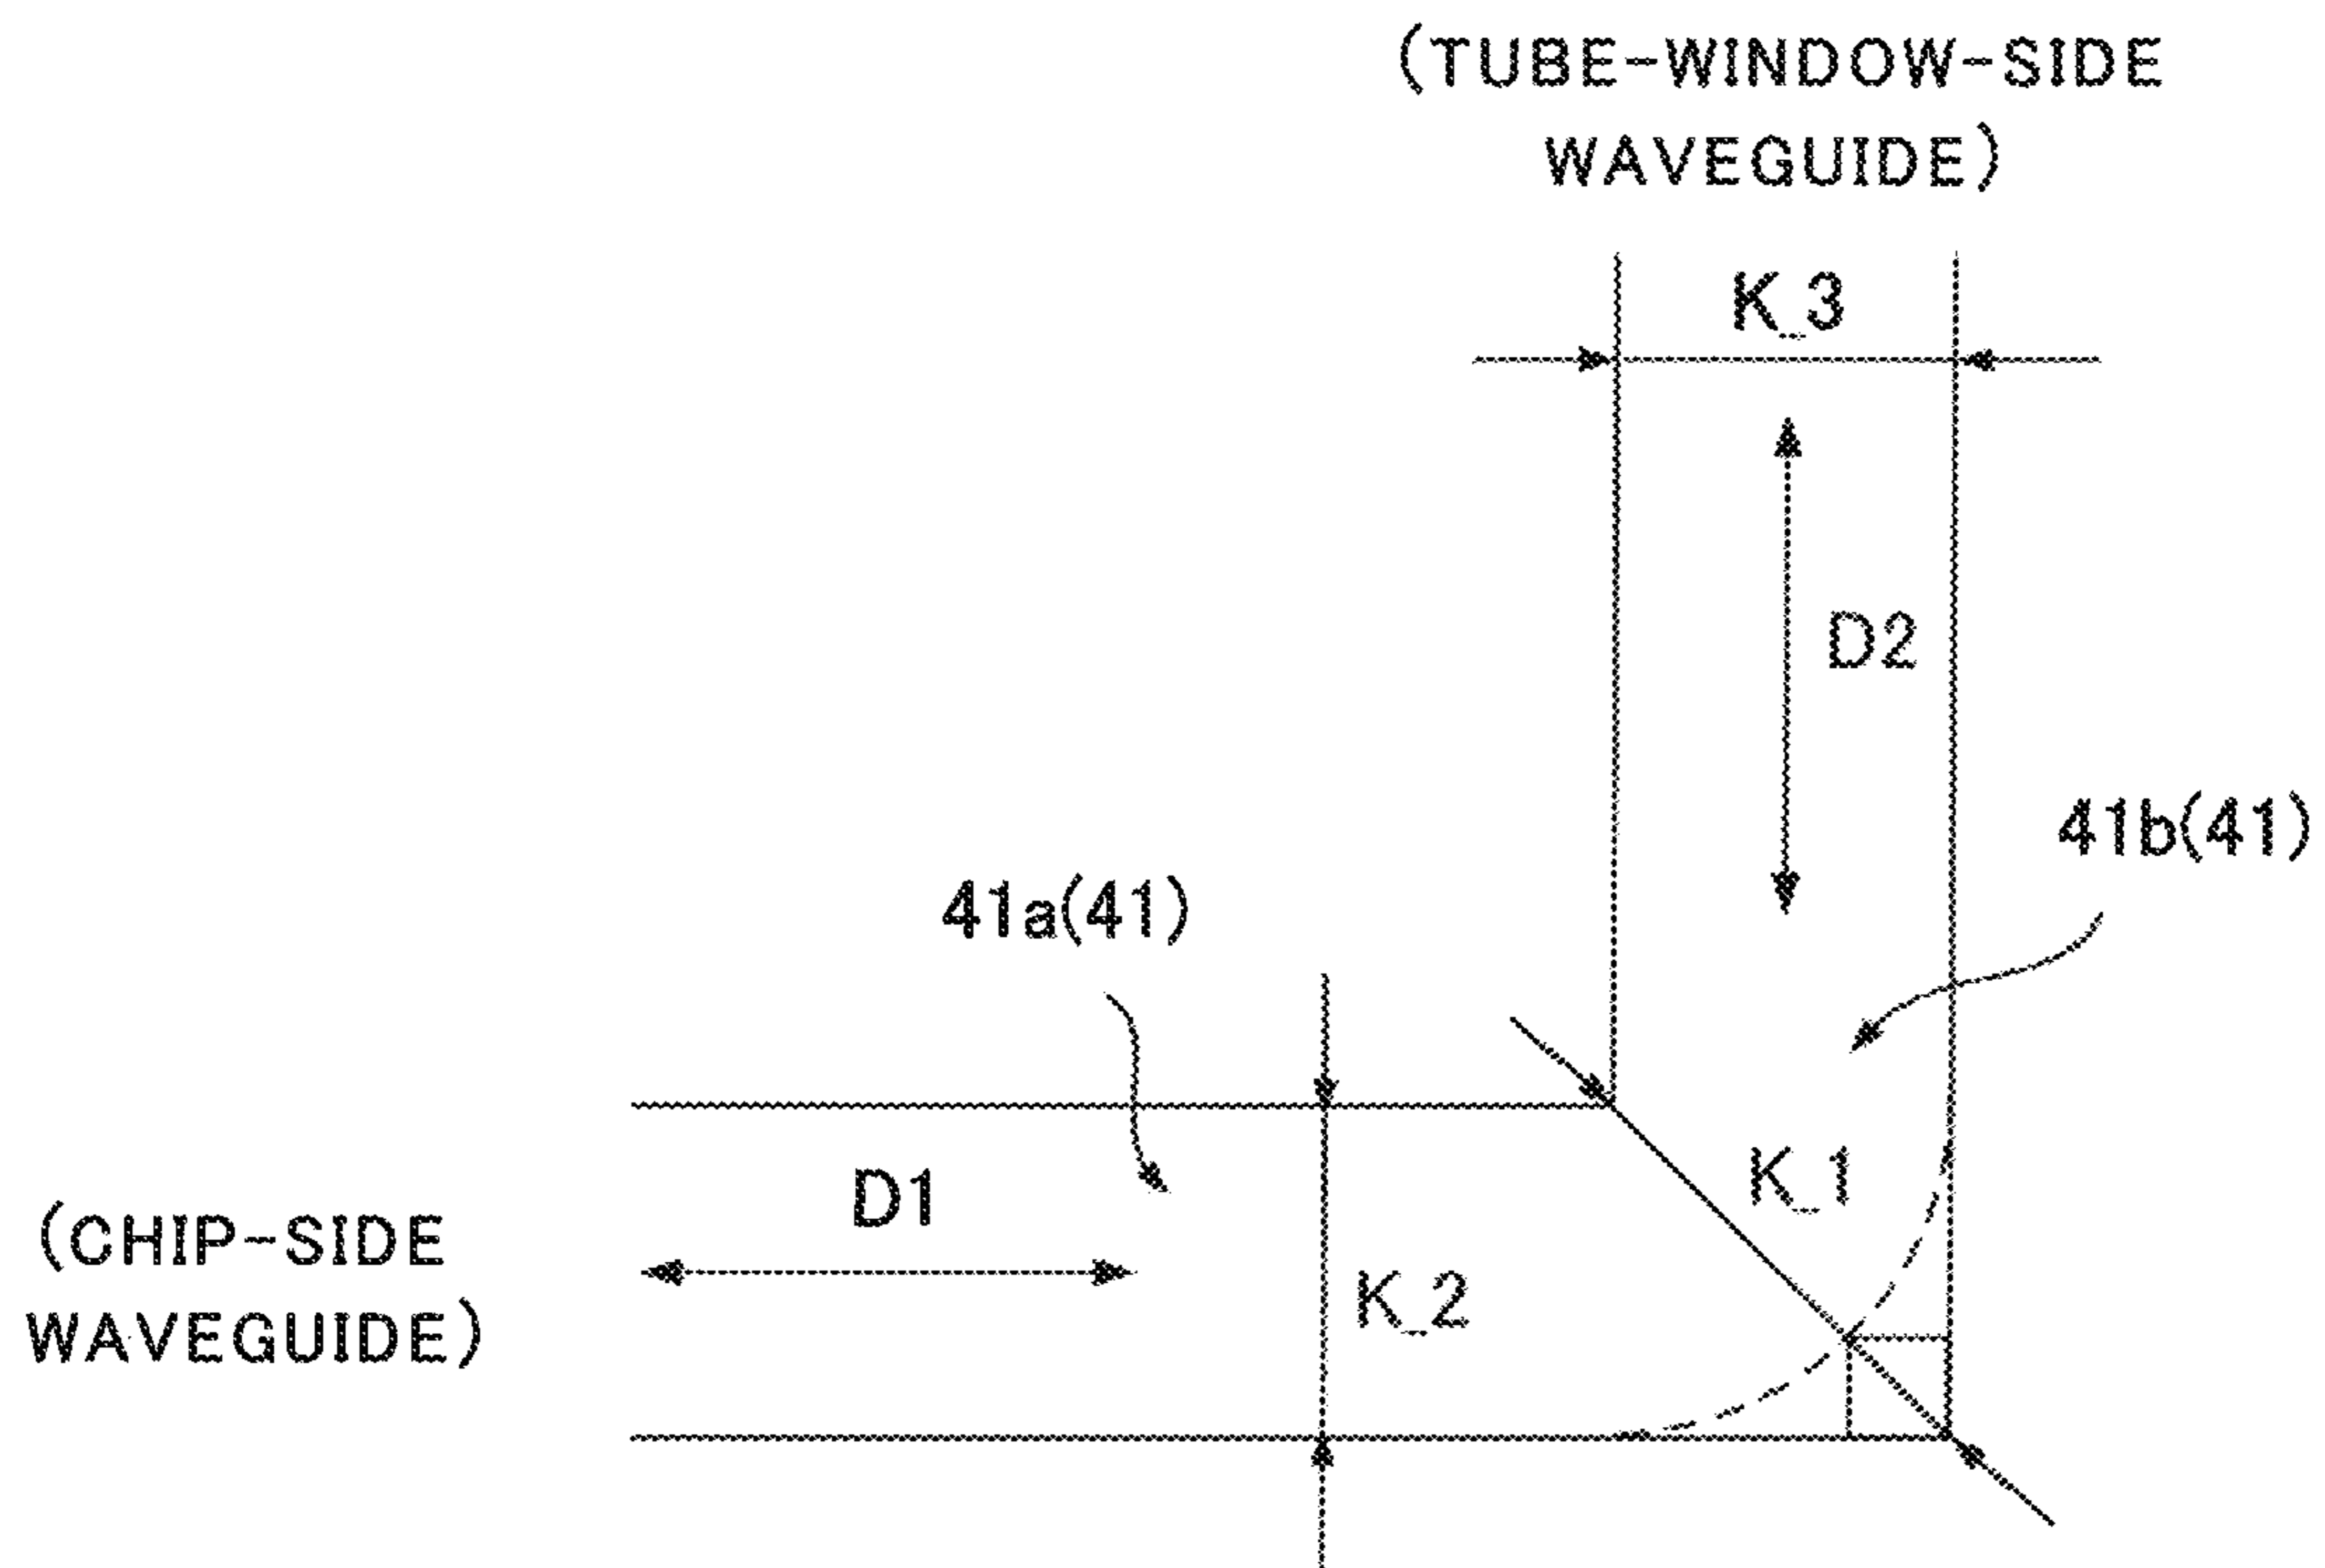 (TUBE-WINDOW-SIDE
WAVEGUIDE)
K_3
D2
41b(41)
41a(41)
K_1
D1
(CHIP-SIDE
WAVEGUIDE)
K_2